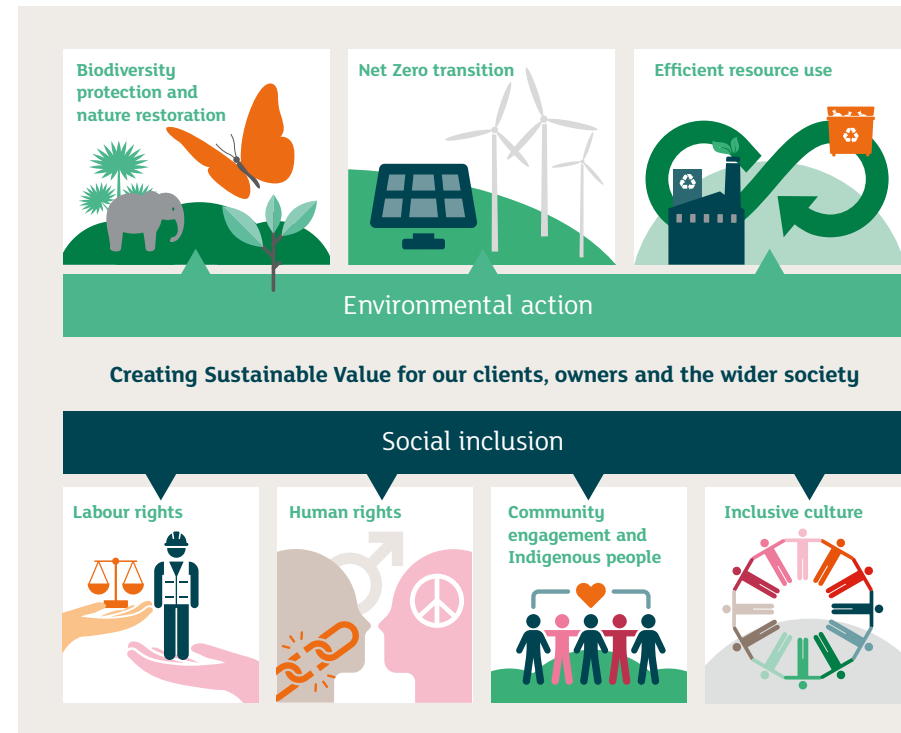 Biodiversity
protection and
nature restoration
Net Zero transition
Efficient resource use
Environmental action
Creating Sustainable Value for our clients, owners and the wider society
Social inclusion
Labour rights
Human rights
Community
engagement and
Indigenous people
Inclusive culture